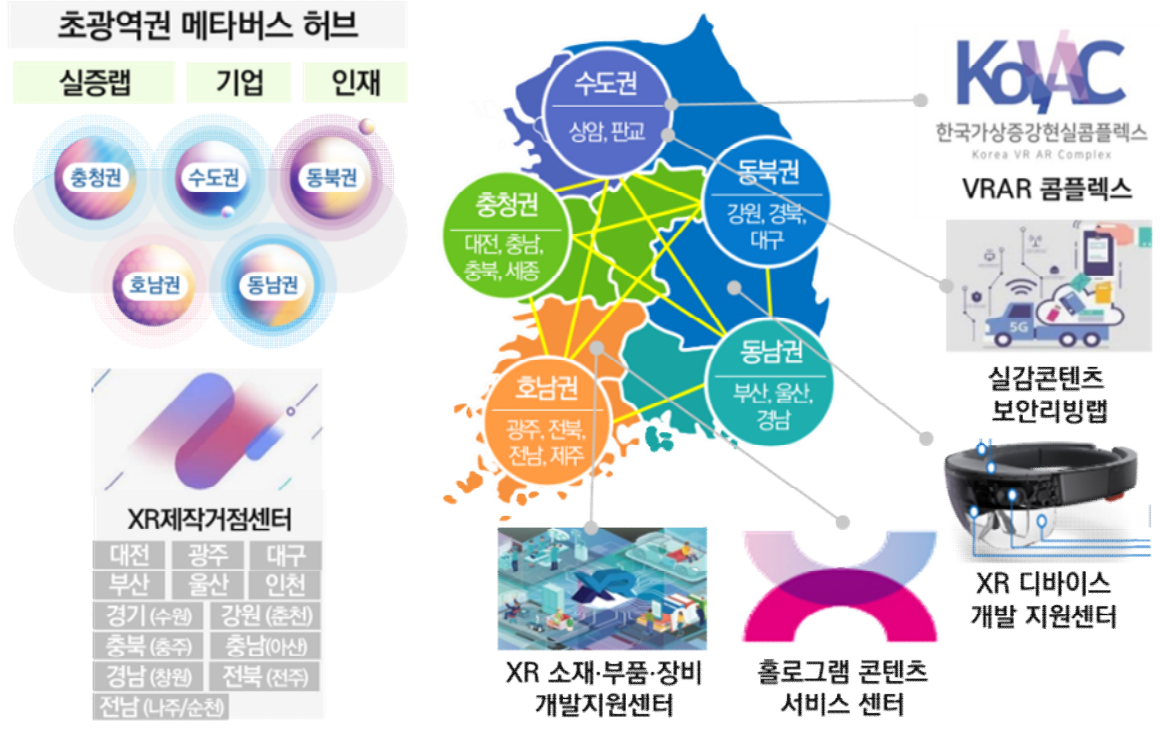 초광역권 메타버스 허브
실증랩 기업 인재
충청권 수도권 동북권
호남권 동남권
XR제작거점센터
대전 광주 대구
부산 울산 인천
경기 (수원) 강원 (춘천)
충북 (충주) 충남(아산)
경남 (창원) 전북 (전주)
전남 (나주/순천)
수도권
상암, 판교
동북권
강원, 경북,
대구
충청권
대전, 충남,
충북, 세종
동남권
부산, 울산,
경남
호남권
광주, 전북,
전남, 제주
KoVAC
한국가상증강현실콤플렉스
Korea VR AR Complex
VRAR 콤플렉스
5G
실감콘텐츠
보안리빙랩
XR 디바이스
개발 지원센터
XR
XR 소재·부품·장비
개발지원센터
홀로그램 콘텐츠
서비스 센터